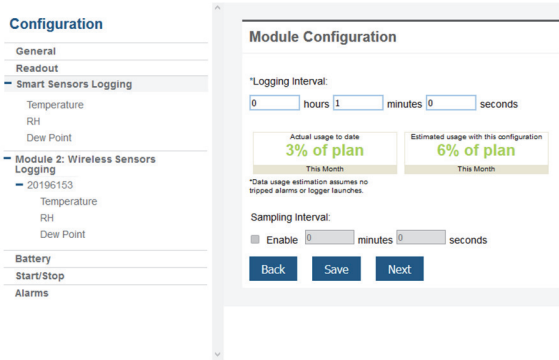 Configuration
General
Readout
Smart Sensors Logging
Temperature
RH
Dew Point
Module 2: Wireless Sensors
Logging
20196153
Temperature
RH
Dew Point
Battery
Start/Stop
Alarms
Module Configuration
*Logging Interval:
0 hours 1 minutes 0 seconds
Actual usage to date
3% of plan
This Month
Estimated usage with this configuration
6% of plan
This Month
*Data usage estimation assumes no
tripped alarms or logger launches.
Sampling Interval:
Enable 0 minutes 0 seconds
Back Save Next